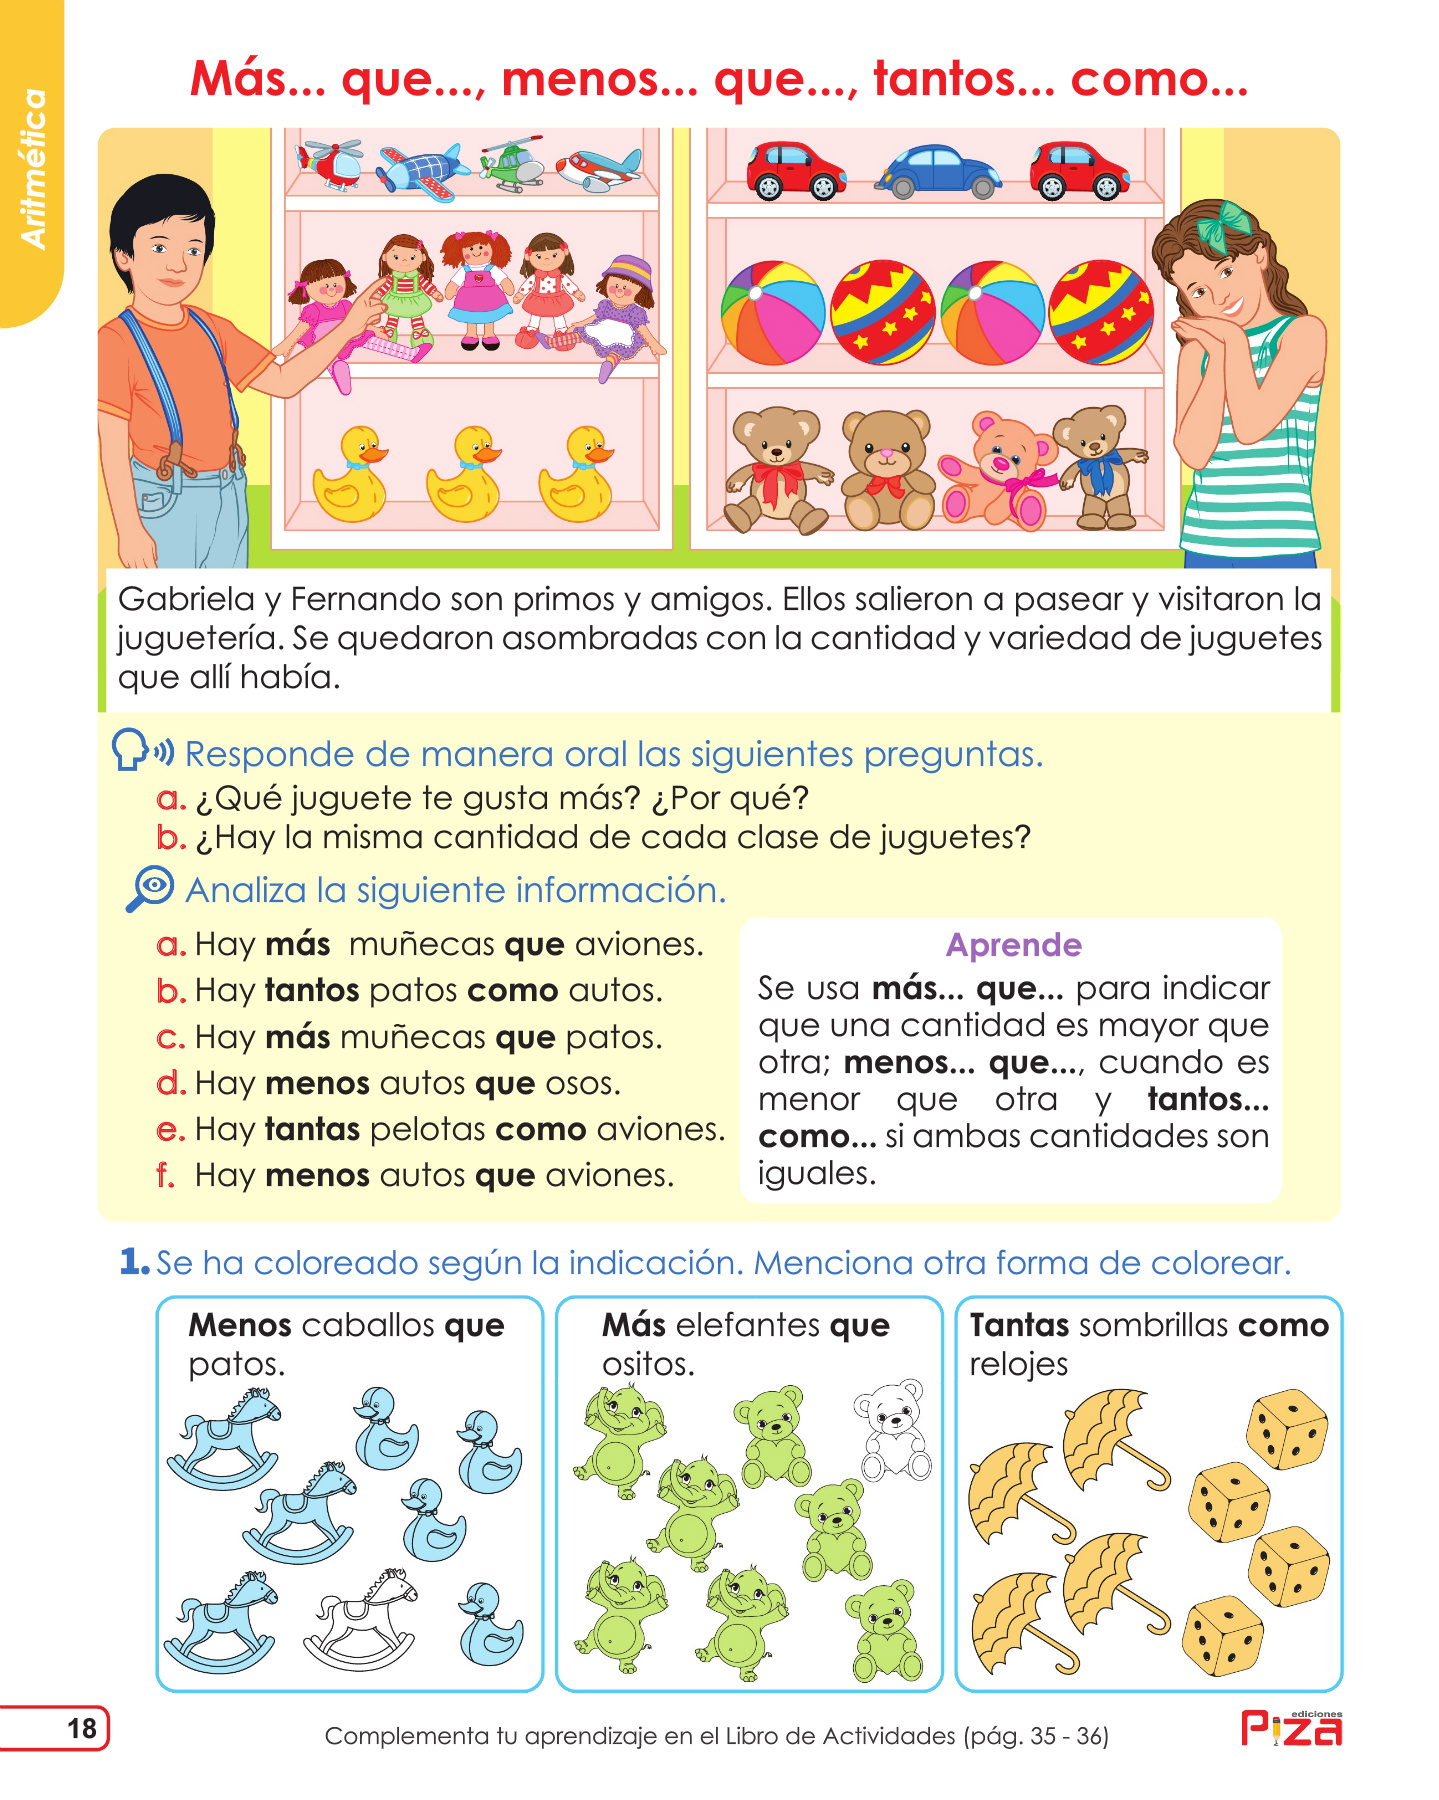 Aritmética
Más... que..., menos... que..., tantos... como...
Gabriela y Fernando son primos y amigos. Ellos salieron a pasear y visitaron la
juguetería. Se quedaron asombradas con la cantidad y variedad de juguetes
que allí había.
Responde de manera oral las siguientes preguntas.
a. ¿Qué juguete te gusta más? ¿Por qué?
b. ¿Hay la misma cantidad de cada clase de juguetes?
Analiza la siguiente información.
a. Hay más muñecas que aviones.
b. Hay tantos patos como autos.
c. Hay más muñecas que patos.
d. Hay menos autos que osos.
e. Hay tantas pelotas como aviones.
f. Hay menos autos que aviones.
Aprende
Se usa más... que... para indicar
que una cantidad es mayor que
otra; menos... que..., cuando es
menor que otra y tantos...
como... si ambas cantidades son
iguales.
1. Se ha coloreado según la indicación. Menciona otra forma de colorear.
Menos caballos que
patos.
Más elefantes que
ositos.
Tantas sombrillas como
relojes
18
Complementa tu aprendizaje en el Libro de Actividades (pág. 35 - 36)
ediciones
Piza